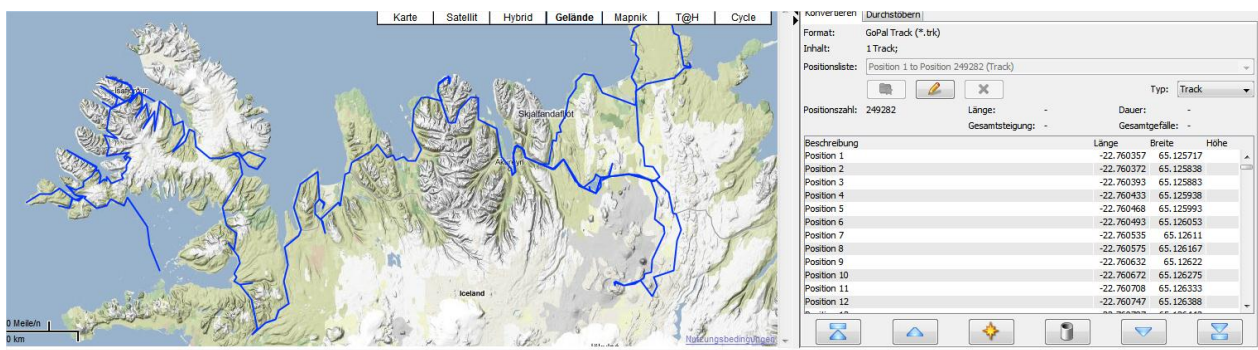 Karte Satellit Hybrid Gelände Mapnik T@H Cycle
Isafjordur
Skjalfandafljót
Akureyri
Iceland
0 Meile/n
0 km
Nutzungsbedingungen
Konvertieren Durchstöbern
Format: GoPal Track (*.trk)
Inhalt: 1 Track;
Positionsliste: Position 1 to Position 249282 (Track)
Typ: Track
Positionszahl: 249282 Länge: - Dauer: -
Gesamtsteigung: - Gesamtgefälle: -
Beschreibung Länge Breite Höhe
Position 1 -22.760357 65.125717
Position 2 -22.760372 65.125838
Position 3 -22.760393 65.125883
Position 4 -22.760433 65.125938
Position 5 -22.760468 65.125993
Position 6 -22.760493 65.126053
Position 7 -22.760535 65.12611
Position 8 -22.760575 65.126167
Position 9 -22.760632 65.12622
Position 10 -22.760672 65.126275
Position 11 -22.760708 65.126333
Position 12 -22.760747 65.126388